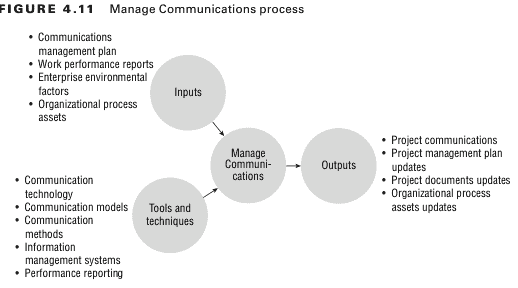 FIGURE 4.11 Manage Communications process
• Communications
management plan
• Work performance reports
• Enterprise environmental
factors
• Organizational process
assets
Inputs
Manage
Communi-
cations
Outputs
• Project communications
• Project management plan
updates
• Project documents updates
• Organizational process
assets updates
• Communication
technology
• Communication models
• Communication
methods
• Information
management systems
• Performance reporting
Tools and
techniques